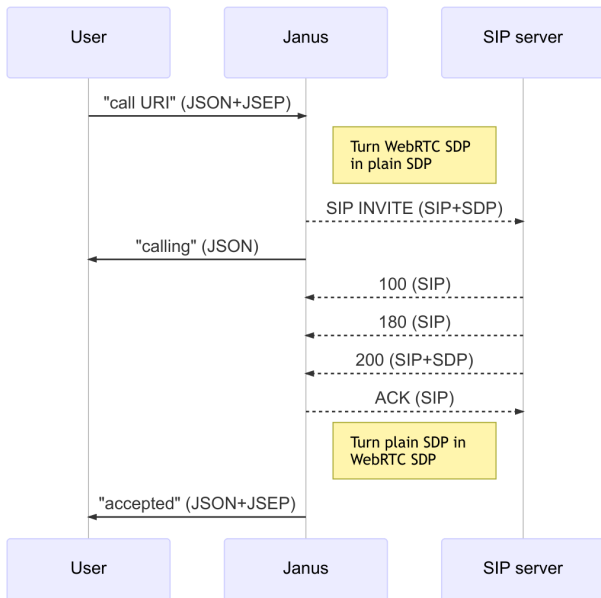 User
Janus
SIP server
"call URI" (JSON+JSEP)
Turn WebRTC SDP
in plain SDP
SIP INVITE (SIP+SDP)
"calling" (JSON)
100 (SIP)
180 (SIP)
200 (SIP+SDP)
ACK (SIP)
Turn plain SDP in
WebRTC SDP
"accepted" (JSON+JSEP)
User
Janus
SIP server